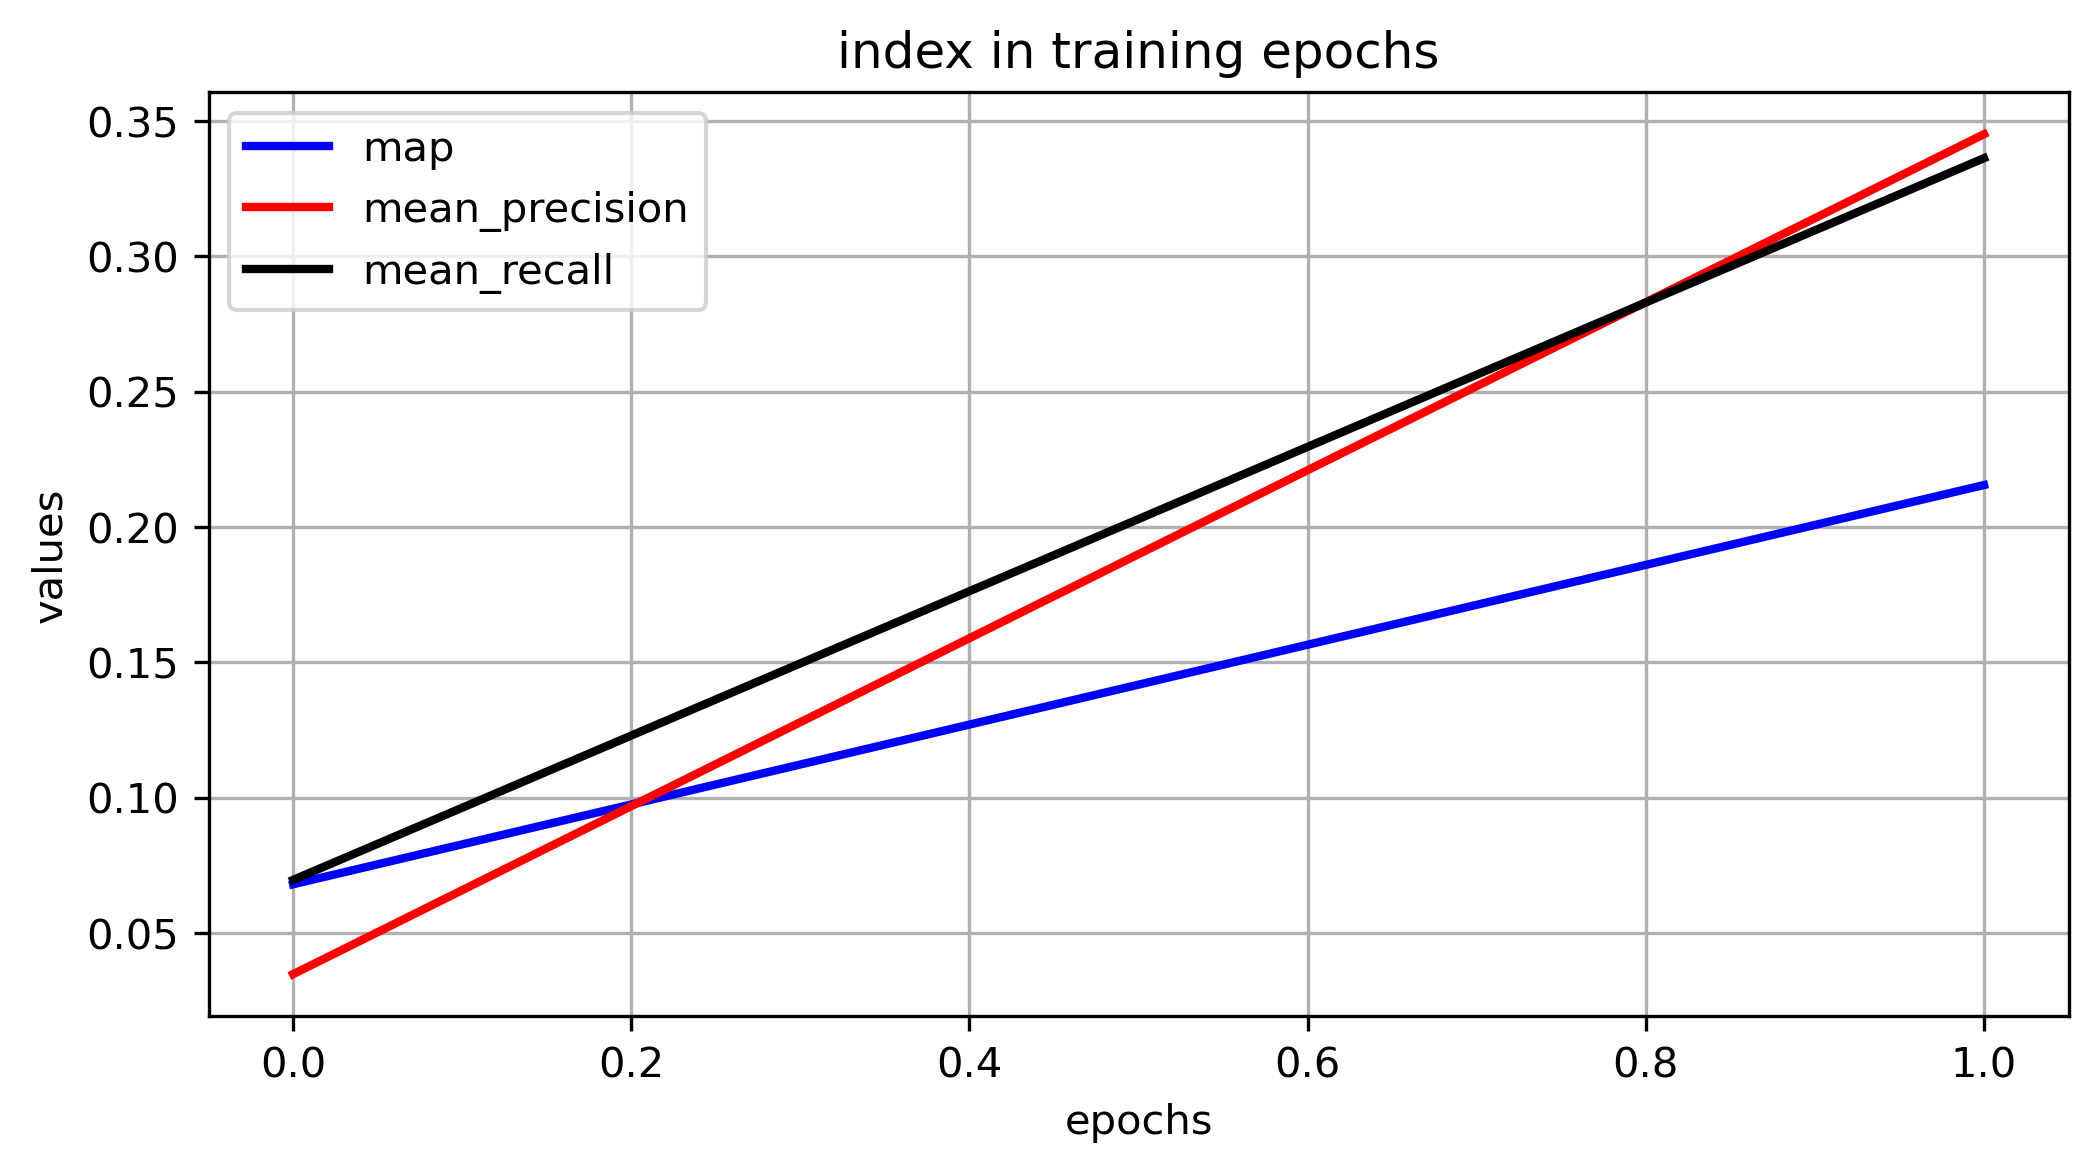 index in training epochs
map
mean_precision
mean_recall
values
0.35
0.30
0.25
0.20
0.15
0.10
0.05
0.0 0.2 0.4 0.6 0.8 1.0
epochs